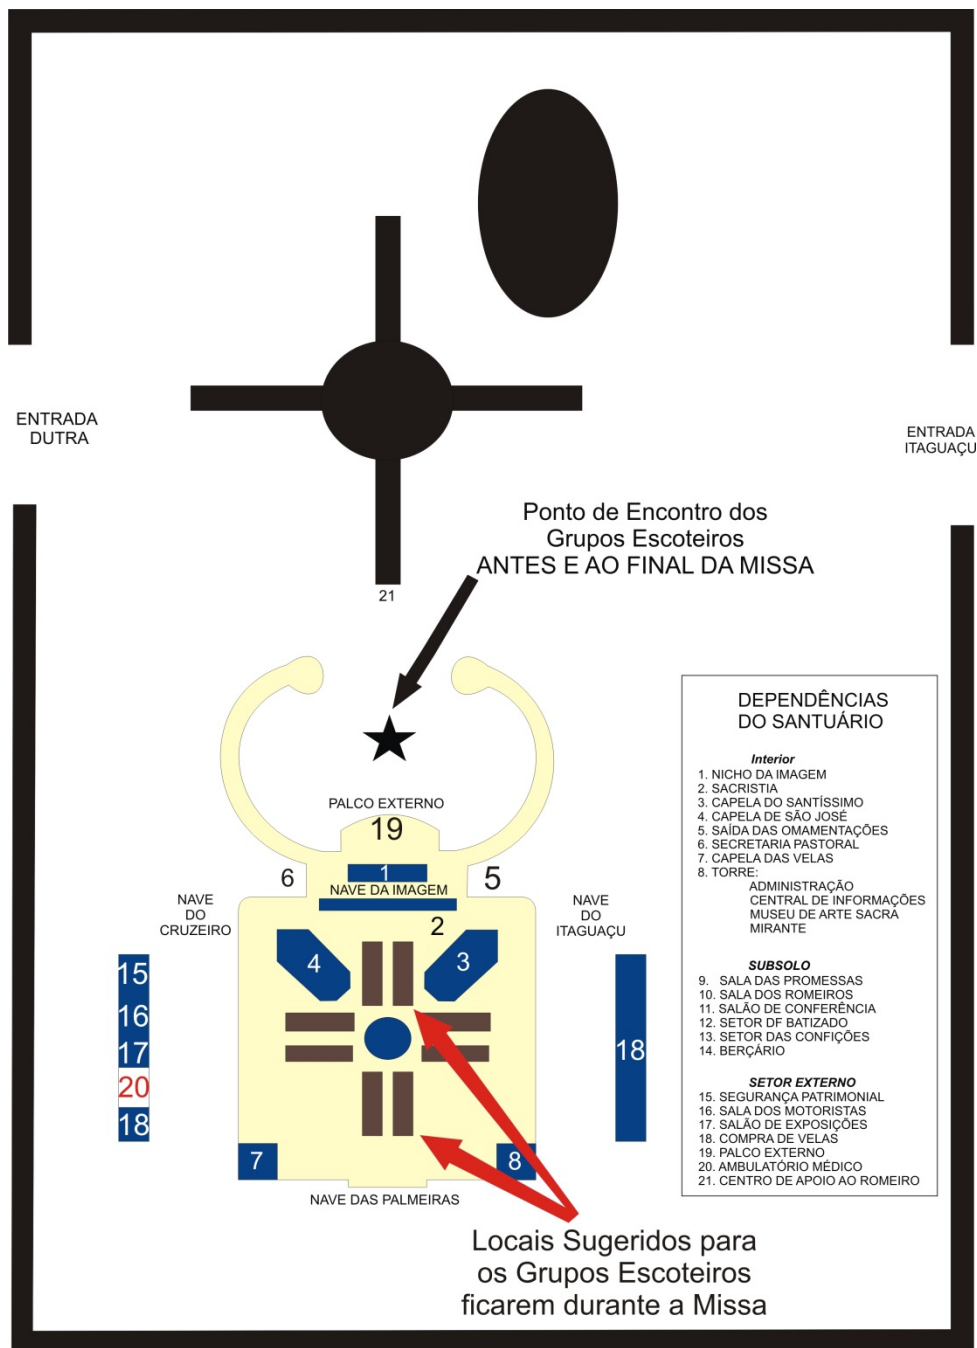 ENTRADA
DUTRA
ENTRADA
ITAGUAÇU
Ponto de Encontro dos
Grupos Escoteiros
ANTES E AO FINAL DA MISSA
21
PALCO EXTERNO
19
1
NAVE DA IMAGEM
6
5
2
NAVE
DO
CRUZEIRO
NAVE
DO
ITAGUAÇU
4
3
15
16
17
20
18
18
7
8
NAVE DAS PALMEIRAS
Locais Sugeridos para
os Grupos Escoteiros
ficarem durante a Missa
DEPENDÊNCIAS
DO SANTUÁRIO
Interior
1. NICHO DA IMAGEM
2. SACRISTIA
3. CAPELA DO SANTÍSSIMO
4. CAPELA DE SÃO JOSÉ
5. SAÍDA DAS OMAMENTAÇÕES
6. SECRETARIA PASTORAL
7. CAPELA DAS VELAS
8. TORRE:
ADMINISTRAÇÃO
CENTRAL DE INFORMAÇÕES
MUSEU DE ARTE SACRA
MIRANTE
SUBSOLO
9. SALA DAS PROMESSAS
10. SALA DOS ROMEIROS
11. SALÃO DE CONFERÊNCIA
12. SETOR DF BATIZADO
13. SETOR DAS CONFIÇÕES
14. BERÇÁRIO
SETOR EXTERNO
15. SEGURANÇA PATRIMONIAL
16. SALA DOS MOTORISTAS
17. SALÃO DE EXPOSIÇÕES
18. COMPRA DE VELAS
19. PALCO EXTERNO
20. AMBULATÓRIO MÉDICO
21. CENTRO DE APOIO AO ROMEIRO